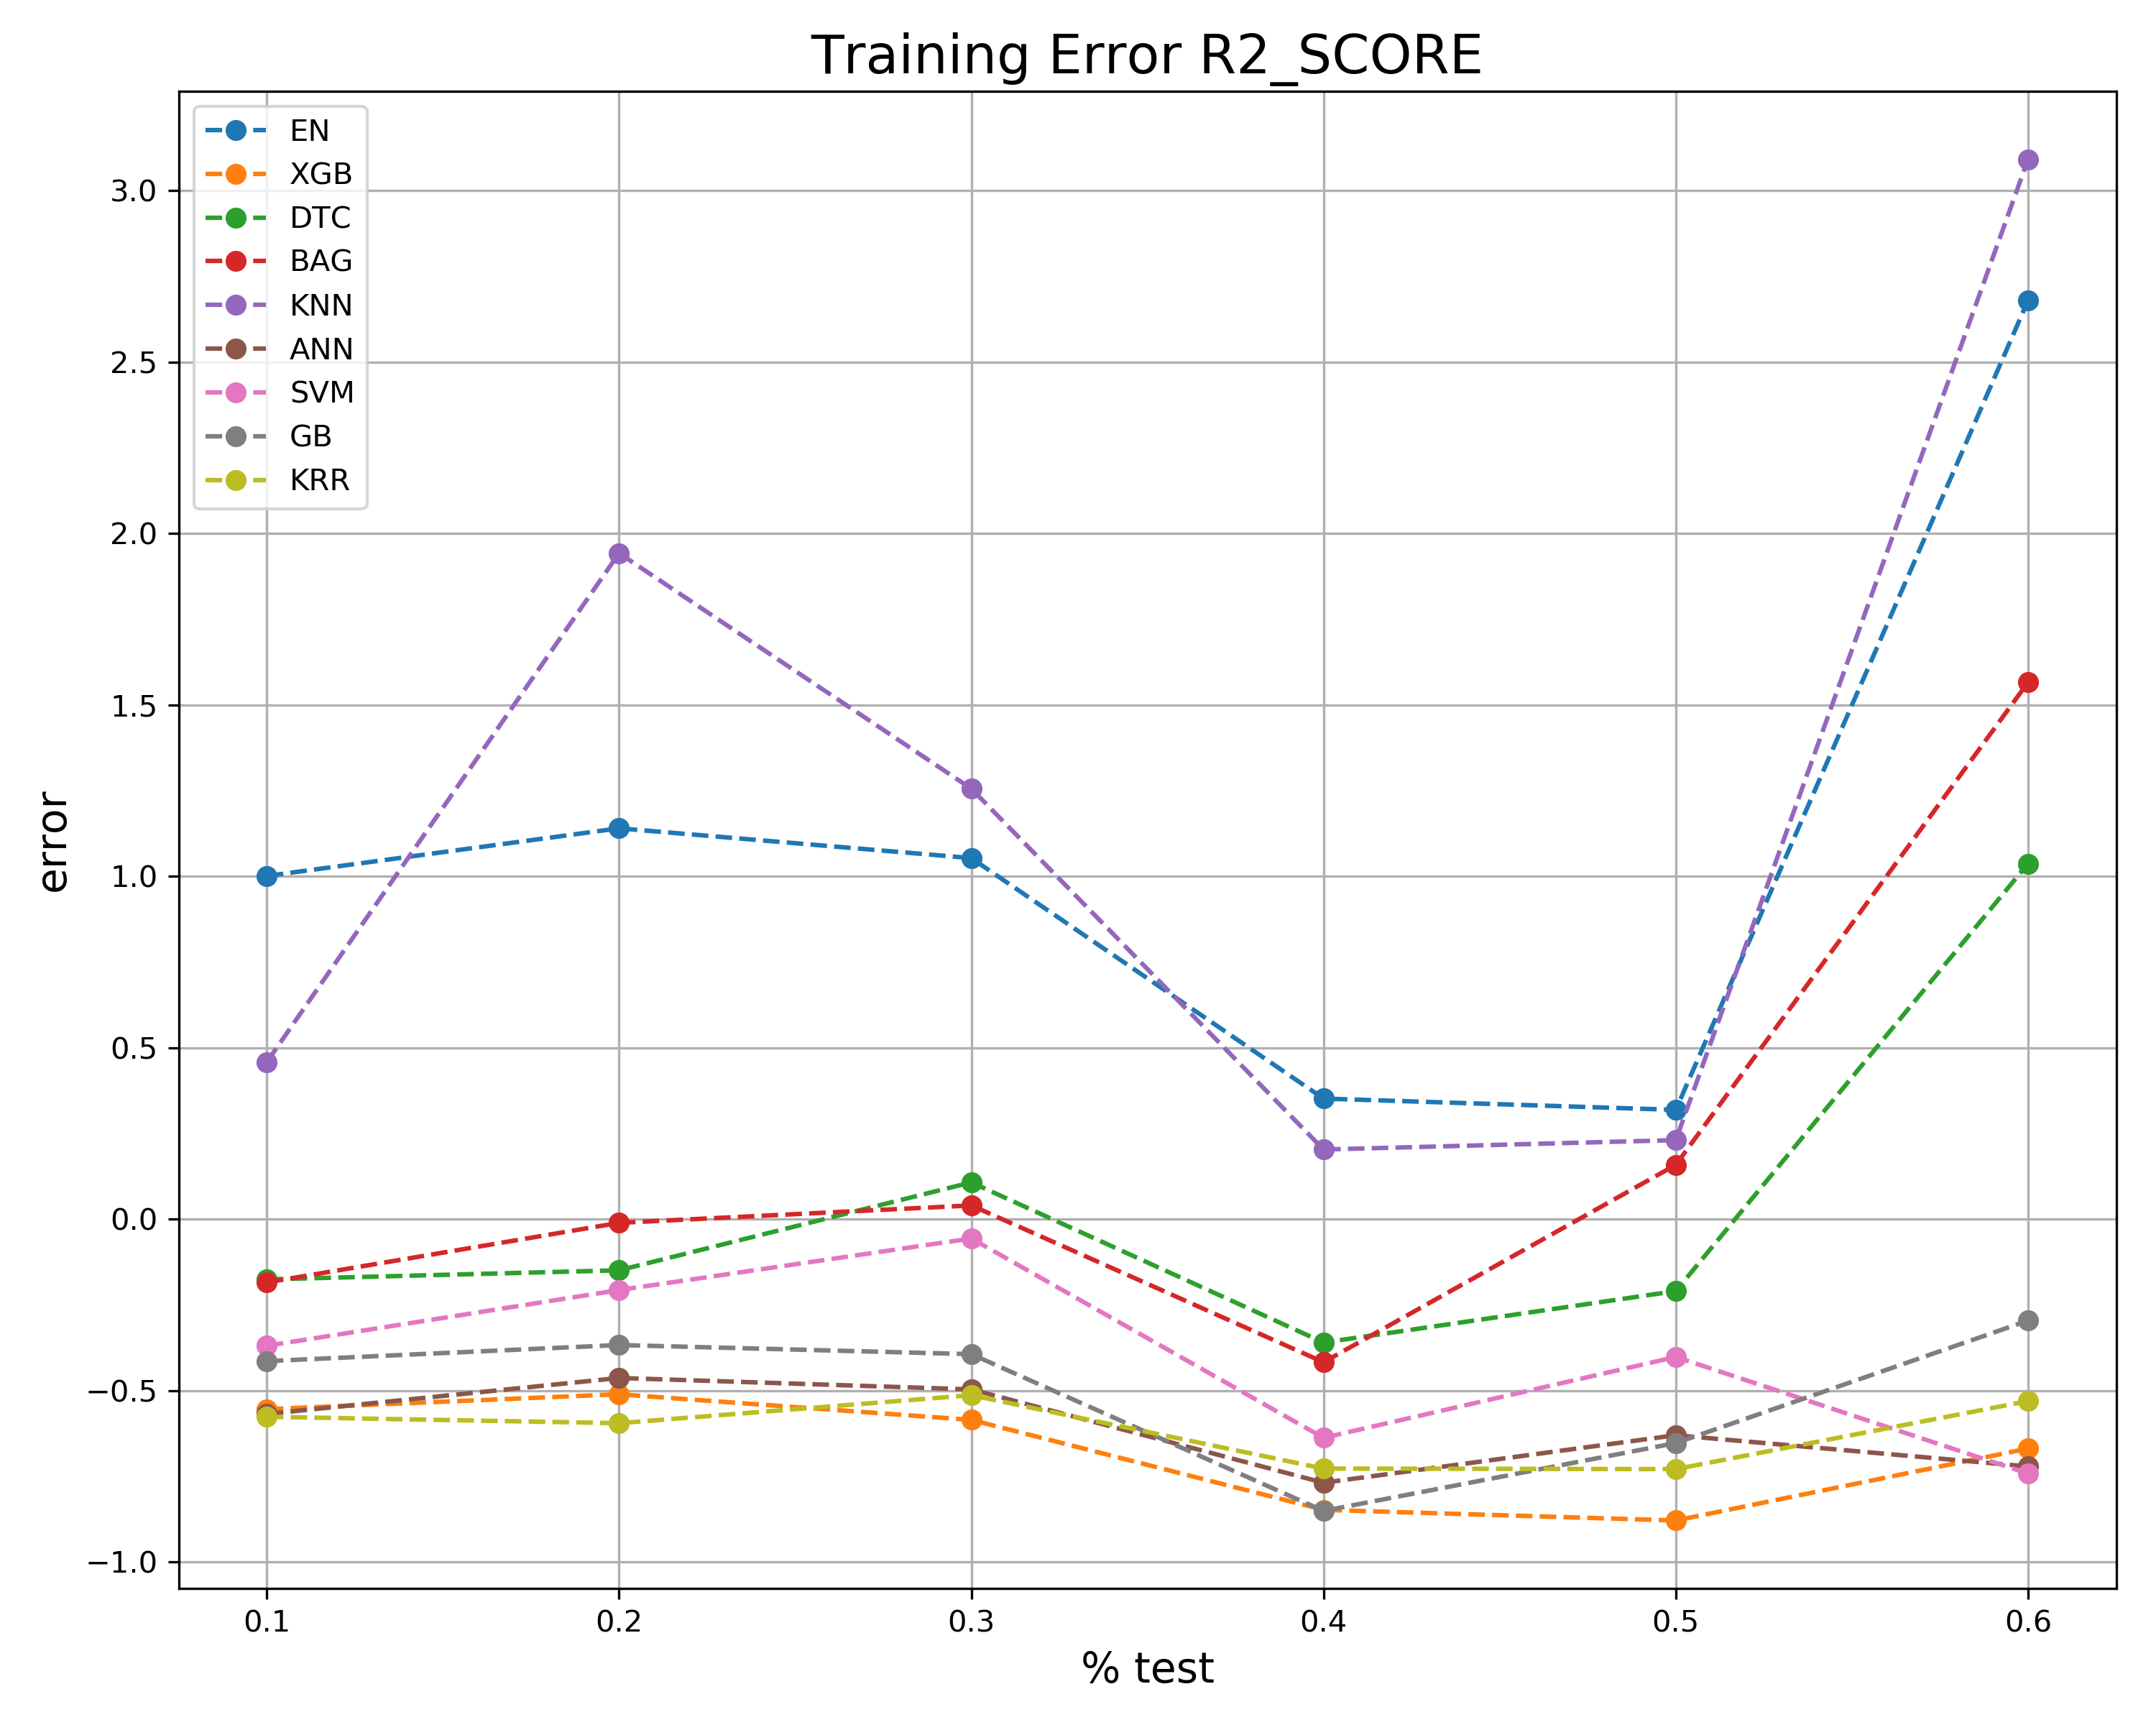 Training Error R2_SCORE
EN
XGB
DTC
BAG
KNN
ANN
SVM
GB
KRR
3.0
2.5
2.0
1.5
1.0
0.5
0.0
−0.5
−1.0
error
0.1 0.2 0.3 0.4 0.5 0.6
% test